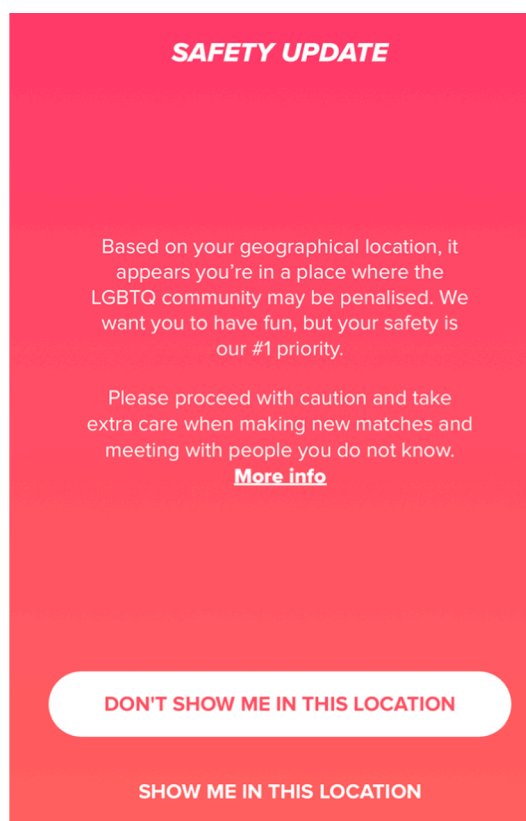 SAFETY UPDATE
Based on your geographical location, it
appears you’re in a place where the
LGBTQ community may be penalised. We
want you to have fun, but your safety is
our #1 priority.
Please proceed with caution and take
extra care when making new matches and
meeting with people you do not know.
More info
DON'T SHOW ME IN THIS LOCATION
SHOW ME IN THIS LOCATION